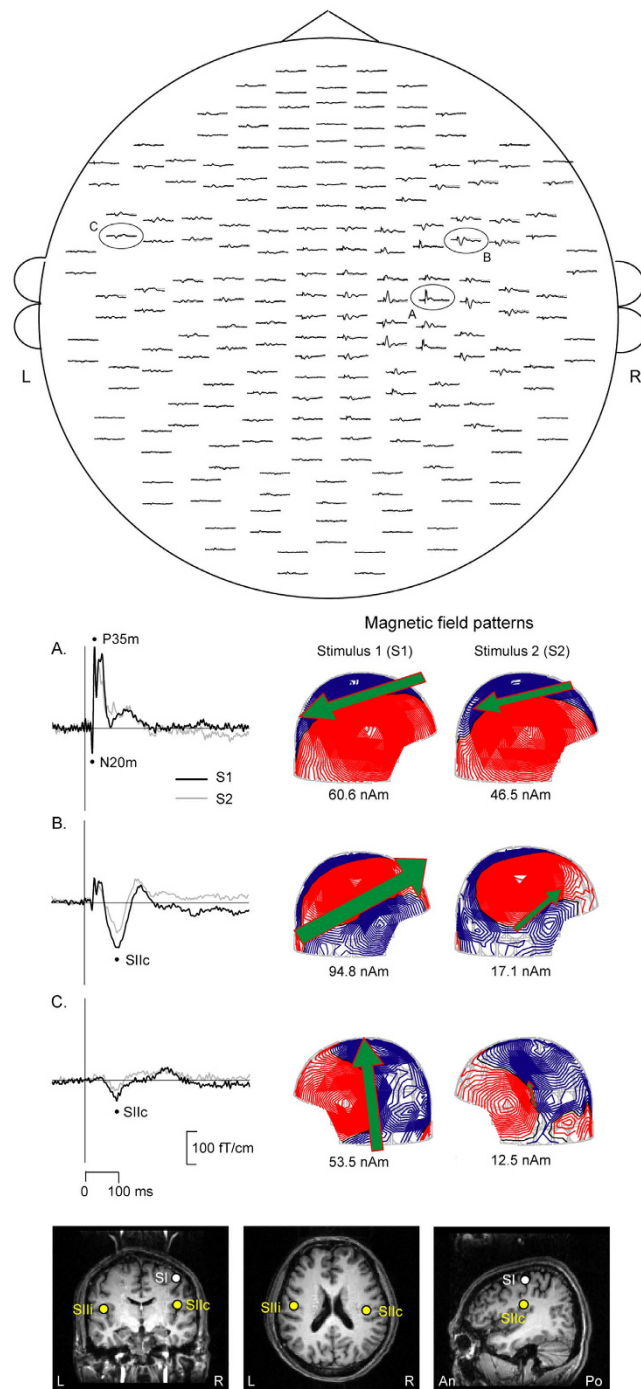 C
B
A
L
R
Magnetic field patterns
A.
P35m
Stimulus 1 (S1)
Stimulus 2 (S2)
N20m
S1
S2
60.6 nAm
46.5 nAm
B.
SIIc
94.8 nAm
17.1 nAm
C.
SIIc
100 fT/cm
53.5 nAm
12.5 nAm
0
100 ms
SI
SIIi
SIIc
L
R
SIIi
SIIc
L
R
SI
SIIc
An
Po